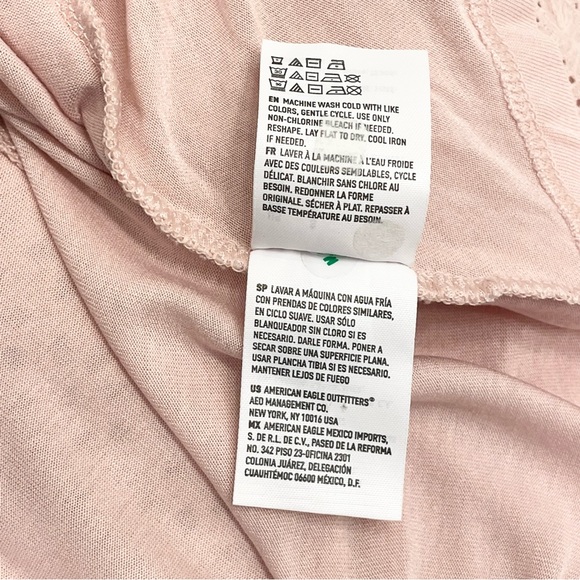 EN MACHINE WASH COLD WITH LIKE
COLORS, GENTLE CYCLE. USE ONLY
NON-CHLORINE BLEACH IF NEEDED.
RESHAPE. LAY FLAT TO DRY. COOL IRON
IF NEEDED.
FR LAVER À LA MACHINE À L'EAU FROIDE
AVEC DES COULEURS SEMBLABLES, CYCLE
DÉLICAT. BLANCHIR SANS CHLORE AU
BESOIN. REDONNER LA FORME
ORIGINALE. SÉCHER À PLAT. REPASSER À
BASSE TEMPÉRATURE AU BESOIN.
SP LAVAR A MÁQUINA CON AGUA FRÍA
CON PRENDAS DE COLORES SIMILARES,
EN CICLO SUAVE. USAR SÓLO
BLANQUEADOR SIN CLORO SI ES
NECESARIO. DARLE FORMA. PONER A
SECAR SOBRE UNA SUPERFICIE PLANA.
USAR PLANCHA TIBIA SI ES NECESARIO.
MANTENER LEJOS DE FUEGO
US AMERICAN EAGLE OUTFITTERS®
AEO MANAGEMENT CO.
NEW YORK, NY 10016 USA
MX AMERICAN EAGLE MEXICO IMPORTS,
S. DE R.L. DE C.V., PASEO DE LA REFORMA
NO. 342 PISO 23-OFICINA 2301
COLONIA JUÁREZ, DELEGACIÓN
CUAUHTÉMOC 06600 MÉXICO, D.F.